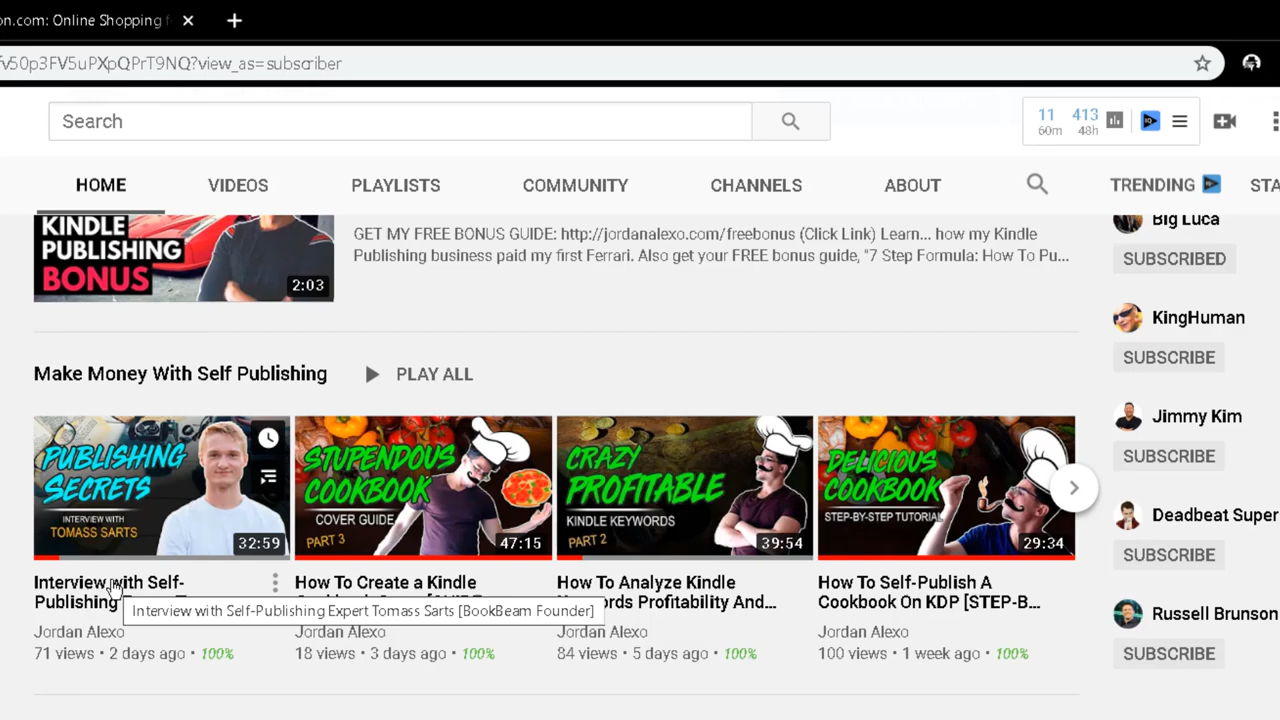 on.com: Online Shopping f
fv50p3FV5uPXpQPrT9NQ?view_as=subscriber
Search
11 413
60m 48h
HOME VIDEOS PLAYLISTS COMMUNITY CHANNELS ABOUT TRENDING STA
KINDLE
PUBLISHING
BONUS
2:03
GET MY FREE BONUS GUIDE: http://jordanalexo.com/freebonus (Click Link) Learn... how my Kindle
Publishing business paid my first Ferrari. Also get your FREE bonus guide, "7 Step Formula: How To Pu...
Big Luca
SUBSCRIBED
KingHuman
SUBSCRIBE
Jimmy Kim
SUBSCRIBE
Deadbeat Super
SUBSCRIBE
Russell Brunson
SUBSCRIBE
Make Money With Self Publishing PLAY ALL
PUBLISHING
SECRETS
INTERVIEW WITH
TOMASS SARTS
32:59
STUPENDOUS
COOKBOOK
COVER GUIDE
PART 3
47:15
CRAZY
PROFITABLE
KINDLE KEYWORDS
PART 2
39:54
DELICIOUS
COOKBOOK
STEP-BY-STEP TUTORIAL
29:34
Interview with Self-
Publishing
Interview with Self-Publishing Expert Tomass Sarts [BookBeam Founder]
Jordan Alexo
71 views • 2 days ago • 100%
How To Create a Kindle
Jordan Alexo
18 views • 3 days ago • 100%
How To Analyze Kindle
Profitability And...
Jordan Alexo
84 views • 5 days ago • 100%
How To Self-Publish A
Cookbook On KDP [STEP-B...
Jordan Alexo
100 views • 1 week ago • 100%